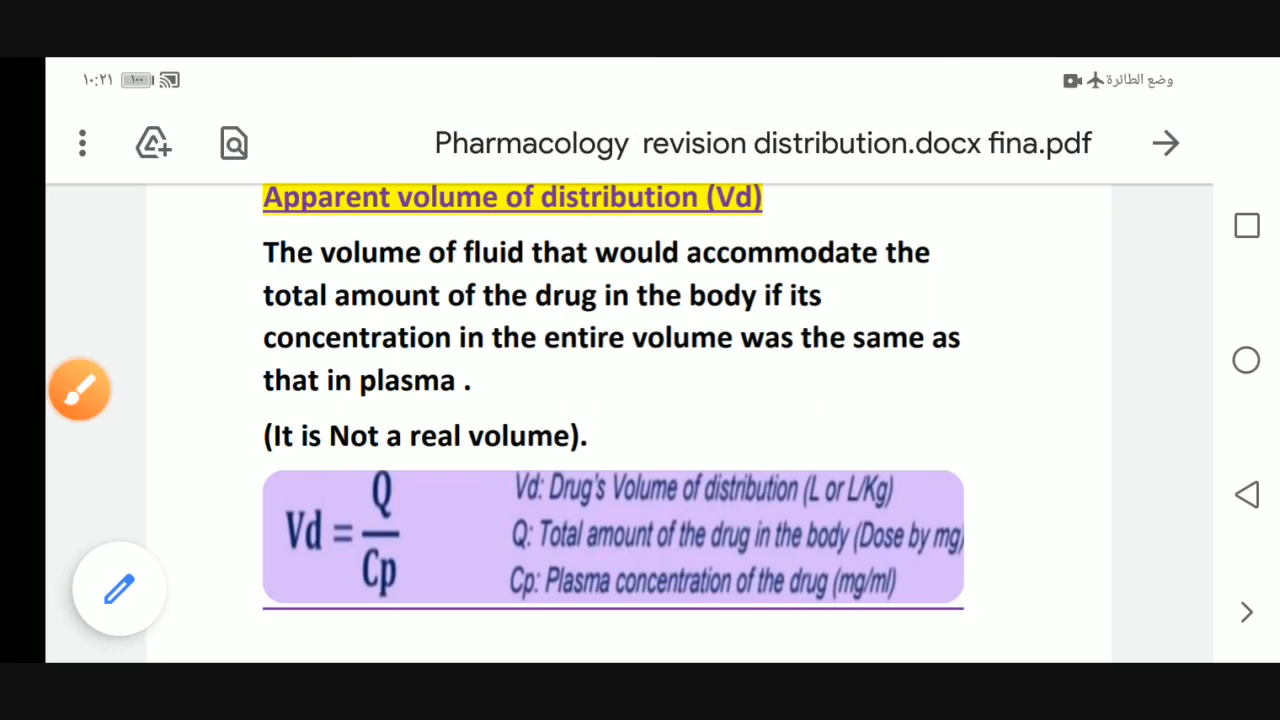 ١٠:٢١ ١٠٠ وضع الطائرة
Pharmacology revision distribution.docx fina.pdf
Apparent volume of distribution (Vd)
The volume of fluid that would accommodate the
total amount of the drug in the body if its
concentration in the entire volume was the same as
that in plasma .
(It is Not a real volume).
Vd = Q / Cp
Vd: Drug's Volume of distribution (L or L/Kg)
Q: Total amount of the drug in the body (Dose by mg)
Cp: Plasma concentration of the drug (mg/ml)